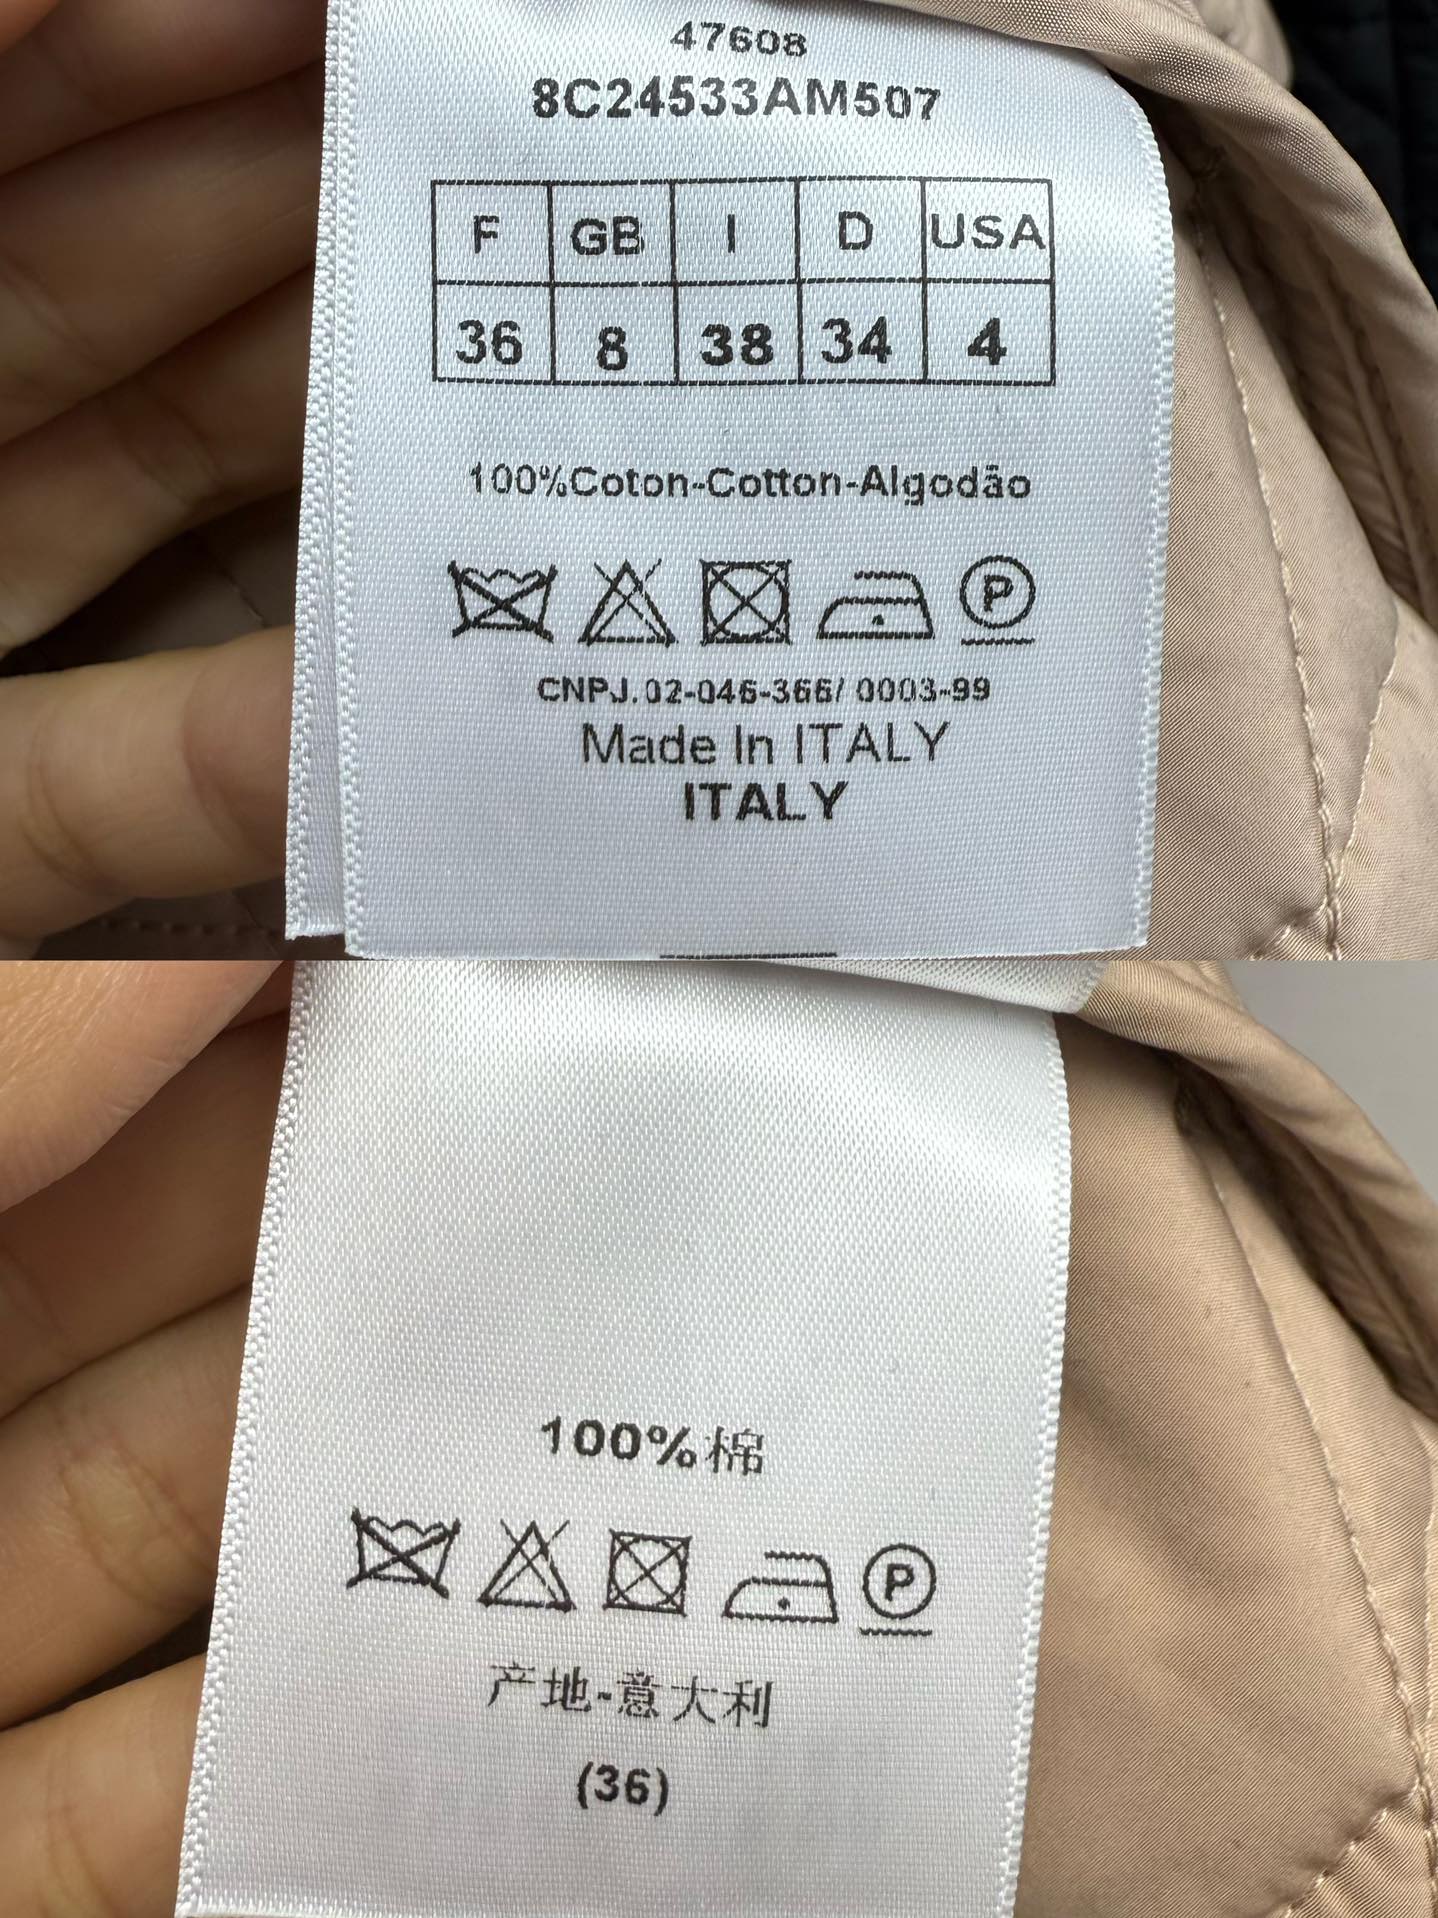 47608
8C24533AM507
F GB I D USA
36 8 38 34 4
100%Coton-Cotton-Algodão
P
CNPJ.02-046-366/ 0003-99
Made In ITALY
ITALY
100%棉
P
产地-意大利
(36)